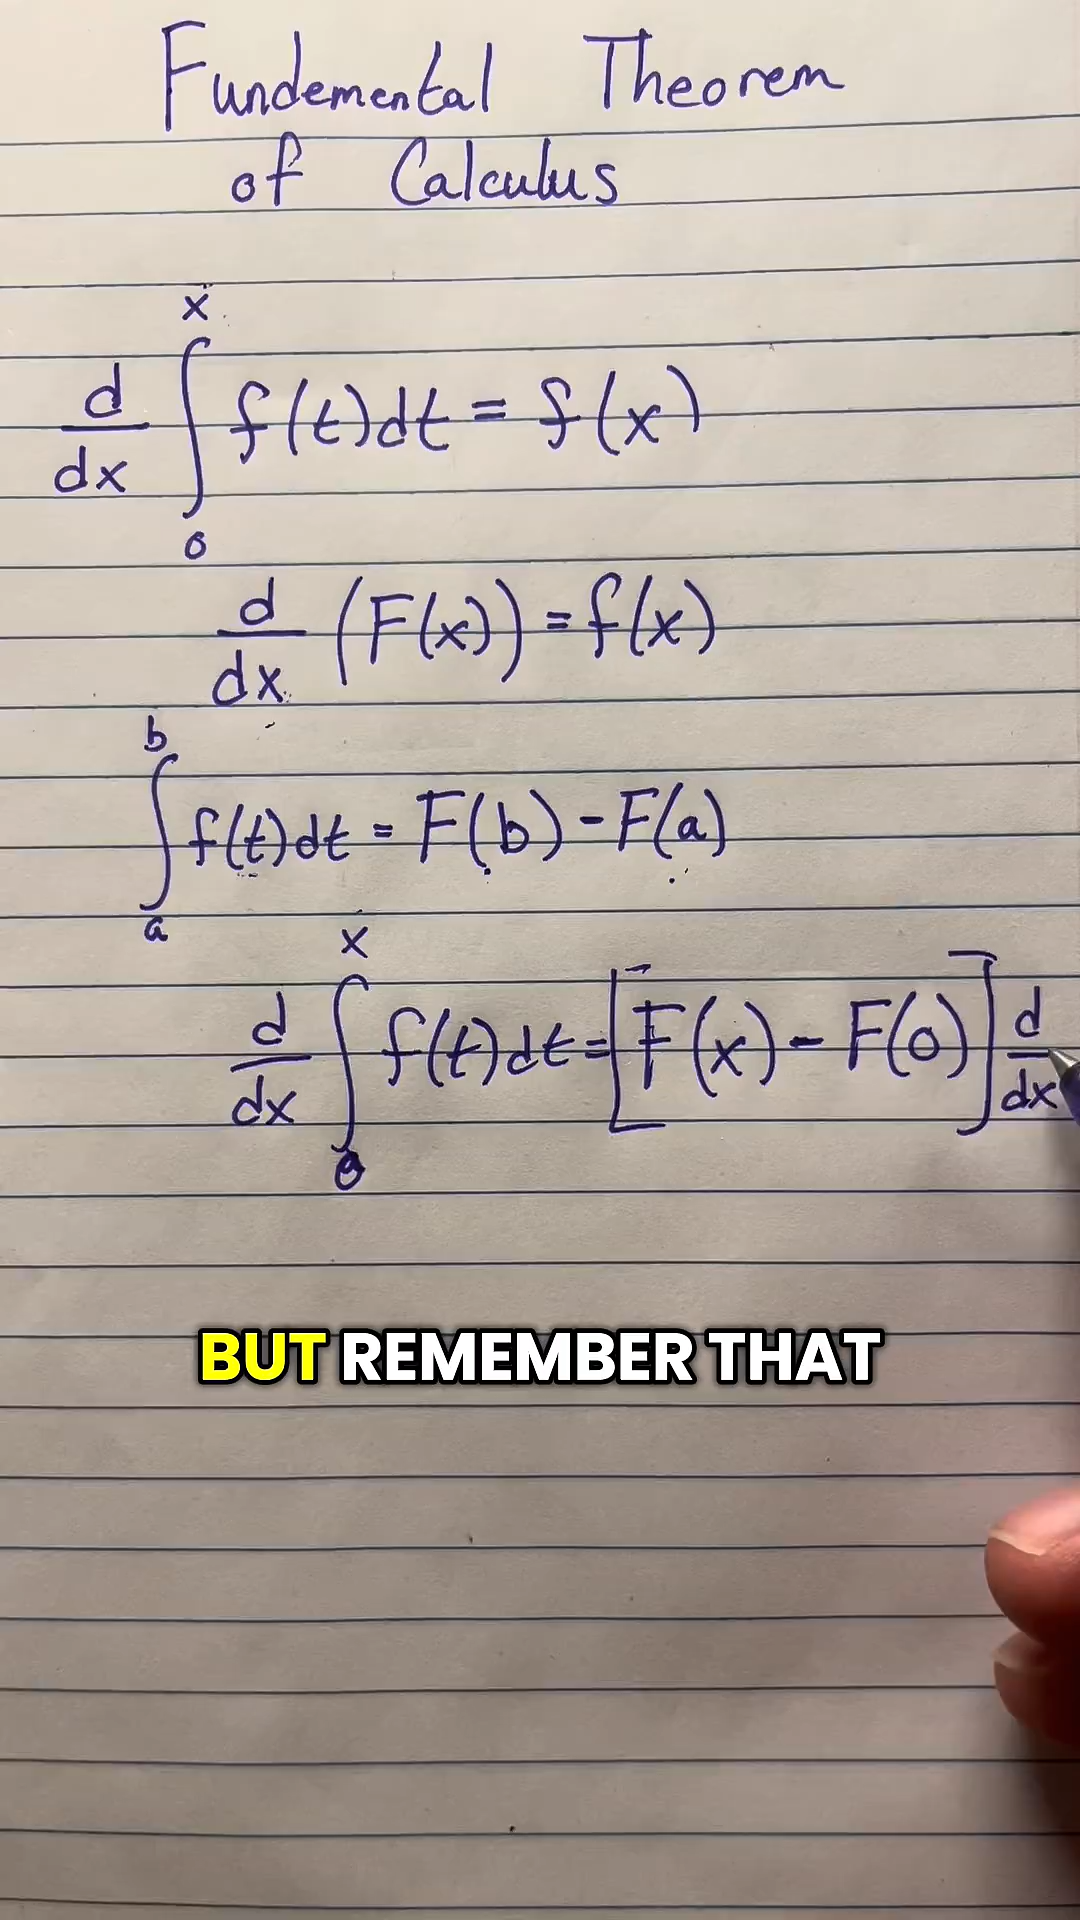 Fundemental Theorem
of Calculus
d/dx ∫₀ˣ f(t)dt = f(x)
d/dx (F(x)) = f(x)
∫ₐᵇ f(t)dt = F(b) - F(a)
d/dx ∫₀ˣ f(t)dt = [F(x) - F(0)] d/dx
BUT REMEMBER THAT